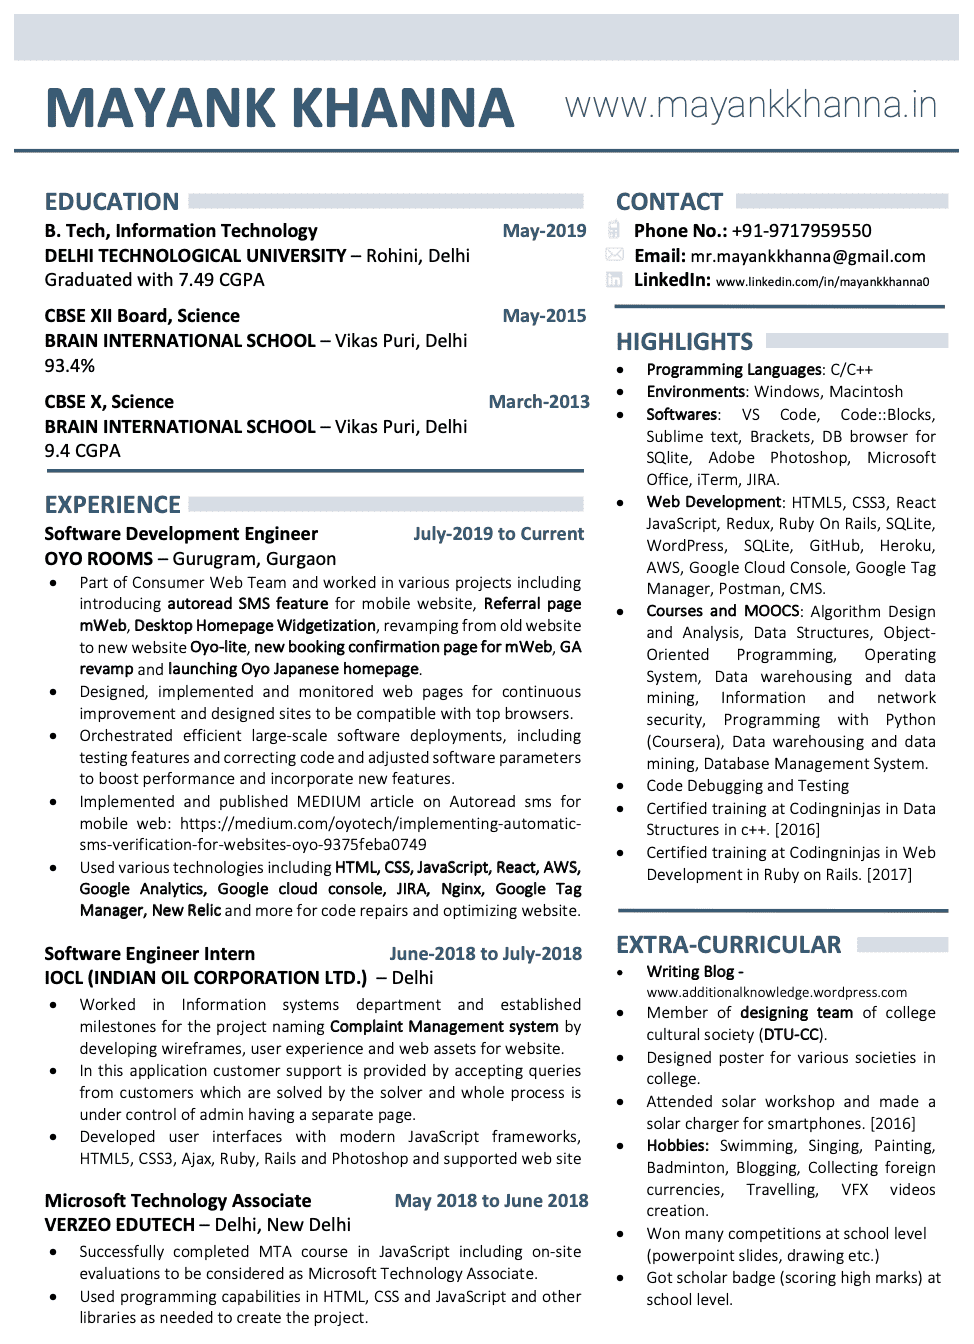 MAYANK KHANNA
www.mayankkhanna.in
EDUCATION
B. Tech, Information Technology May-2019
DELHI TECHNOLOGICAL UNIVERSITY – Rohini, Delhi
Graduated with 7.49 CGPA
CBSE XII Board, Science May-2015
BRAIN INTERNATIONAL SCHOOL – Vikas Puri, Delhi
93.4%
CBSE X, Science March-2013
BRAIN INTERNATIONAL SCHOOL – Vikas Puri, Delhi
9.4 CGPA
EXPERIENCE
Software Development Engineer July-2019 to Current
OYO ROOMS – Gurugram, Gurgaon
• Part of Consumer Web Team and worked in various projects including
introducing autoread SMS feature for mobile website, Referral page
mWeb, Desktop Homepage Widgetization, revamping from old website
to new website Oyo-lite, new booking confirmation page for mWeb, GA
revamp and launching Oyo Japanese homepage.
• Designed, implemented and monitored web pages for continuous
improvement and designed sites to be compatible with top browsers.
• Orchestrated efficient large-scale software deployments, including
testing features and correcting code and adjusted software parameters
to boost performance and incorporate new features.
• Implemented and published MEDIUM article on Autoread sms for
mobile web: https://medium.com/oyotech/implementing-automatic-
sms-verification-for-websites-oyo-9375feba0749
• Used various technologies including HTML, CSS, JavaScript, React, AWS,
Google Analytics, Google cloud console, JIRA, Nginx, Google Tag
Manager, New Relic and more for code repairs and optimizing website.
Software Engineer Intern June-2018 to July-2018
IOCL (INDIAN OIL CORPORATION LTD.) – Delhi
• Worked in Information systems department and established
milestones for the project naming Complaint Management system by
developing wireframes, user experience and web assets for website.
• In this application customer support is provided by accepting queries
from customers which are solved by the solver and whole process is
under control of admin having a separate page.
• Developed user interfaces with modern JavaScript frameworks,
HTML5, CSS3, Ajax, Ruby, Rails and Photoshop and supported web site
Microsoft Technology Associate May 2018 to June 2018
VERZEO EDUTECH – Delhi, New Delhi
• Successfully completed MTA course in JavaScript including on-site
evaluations to be considered as Microsoft Technology Associate.
• Used programming capabilities in HTML, CSS and JavaScript and other
libraries as needed to create the project.
CONTACT
Phone No.: +91-9717959550
Email: mr.mayankkhanna@gmail.com
LinkedIn: www.linkedin.com/in/mayankkhanna0
HIGHLIGHTS
• Programming Languages: C/C++
• Environments: Windows, Macintosh
• Softwares: VS Code, Code::Blocks,
Sublime text, Brackets, DB browser for
SQlite, Adobe Photoshop, Microsoft
Office, iTerm, JIRA.
• Web Development: HTML5, CSS3, React
JavaScript, Redux, Ruby On Rails, SQLite,
WordPress, SQLite, GitHub, Heroku,
AWS, Google Cloud Console, Google Tag
Manager, Postman, CMS.
• Courses and MOOCS: Algorithm Design
and Analysis, Data Structures, Object-
Oriented Programming, Operating
System, Data warehousing and data
mining, Information and network
security, Programming with Python
(Coursera), Data warehousing and data
mining, Database Management System.
• Code Debugging and Testing
• Certified training at Codingninjas in Data
Structures in c++. [2016]
• Certified training at Codingninjas in Web
Development in Ruby on Rails. [2017]
EXTRA-CURRICULAR
• Writing Blog -
www.additionalknowledge.wordpress.com
• Member of designing team of college
cultural society (DTU-CC).
• Designed poster for various societies in
college.
• Attended solar workshop and made a
solar charger for smartphones. [2016]
• Hobbies: Swimming, Singing, Painting,
Badminton, Blogging, Collecting foreign
currencies, Travelling, VFX videos
creation.
• Won many competitions at school level
(powerpoint slides, drawing etc.)
• Got scholar badge (scoring high marks) at
school level.